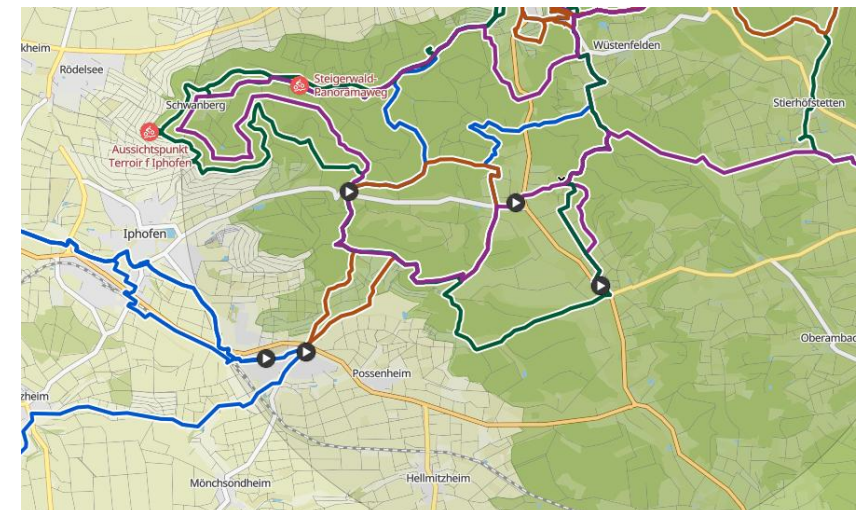 kheim
Rödelsee
Wüstenfelden
Steigerwald-
Panoramaweg
Schwanberg
Stierhöfstetten
Aussichtspunkt
Terroir f Iphofen
Iphofen
Oberambac
Possenheim
zheim
Mönchsondheim
Hellmitzheim